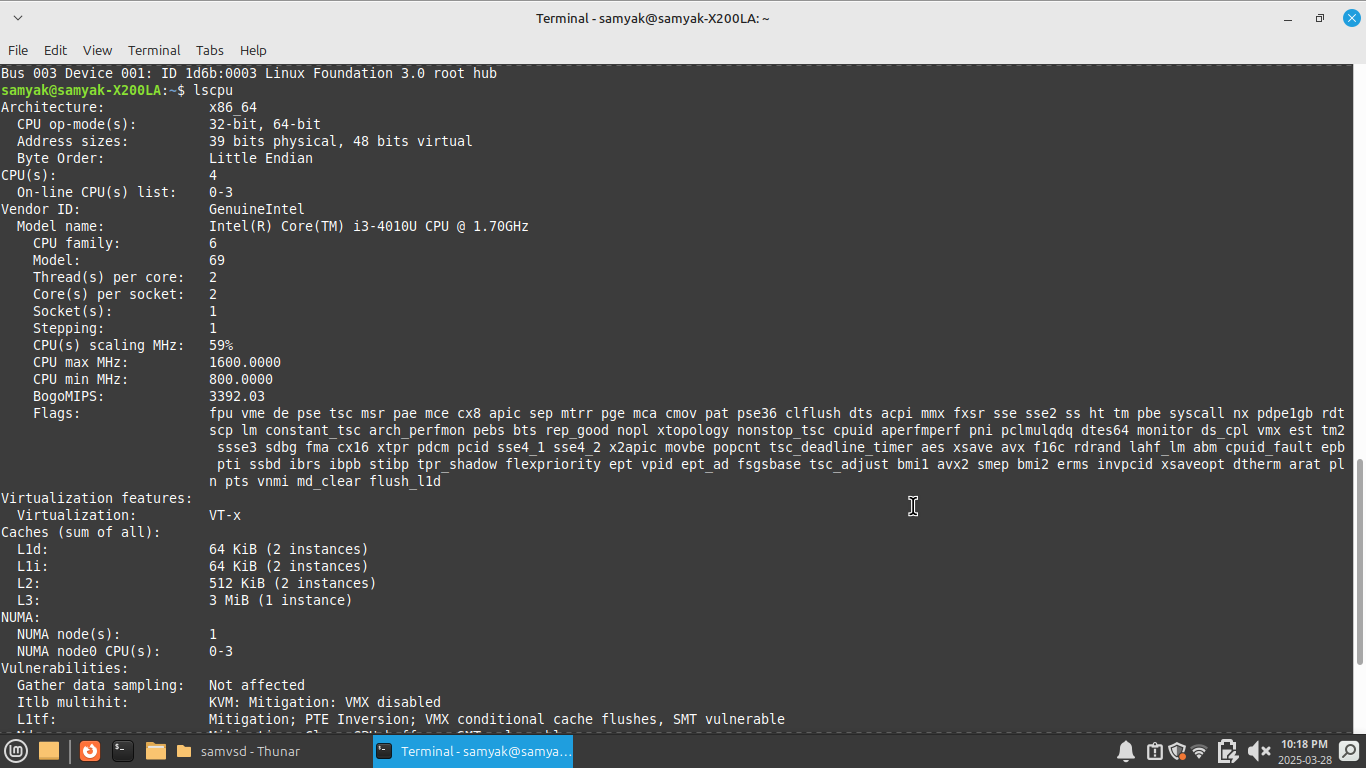 Terminal - samyak@samyak-X200LA: ~
File Edit View Terminal Tabs Help
Bus 003 Device 001: ID 1d6b:0003 Linux Foundation 3.0 root hub
samyak@samyak-X200LA:~$ lscpu
Architecture: x86_64
CPU op-mode(s): 32-bit, 64-bit
Address sizes: 39 bits physical, 48 bits virtual
Byte Order: Little Endian
CPU(s): 4
On-line CPU(s) list: 0-3
Vendor ID: GenuineIntel
Model name: Intel(R) Core(TM) i3-4010U CPU @ 1.70GHz
CPU family: 6
Model: 69
Thread(s) per core: 2
Core(s) per socket: 2
Socket(s): 1
Stepping: 1
CPU(s) scaling MHz: 59%
CPU max MHz: 1600.0000
CPU min MHz: 800.0000
BogoMIPS: 3392.03
Flags: fpu vme de pse tsc msr pae mce cx8 apic sep mtrr pge mca cmov pat pse36 clflush dts acpi mmx fxsr sse sse2 ss ht tm pbe syscall nx pdpe1gb rdt
scp lm constant_tsc arch_perfmon pebs bts rep_good nopl xtopology nonstop_tsc cpuid aperfmperf pni pclmulqdq dtes64 monitor ds_cpl vmx est tm2
ssse3 sdbg fma cx16 xtpr pdcm pcid sse4_1 sse4_2 x2apic movbe popcnt tsc_deadline_timer aes xsave avx f16c rdrand lahf_lm abm cpuid_fault epb
pti ssbd ibrs ibpb stibp tpr_shadow flexpriority ept vpid ept_ad fsgsbase tsc_adjust bmi1 avx2 smep bmi2 erms invpcid xsaveopt dtherm arat pl
n pts vnmi md_clear flush_l1d
Virtualization features:
Virtualization: VT-x
Caches (sum of all):
L1d: 64 KiB (2 instances)
L1i: 64 KiB (2 instances)
L2: 512 KiB (2 instances)
L3: 3 MiB (1 instance)
NUMA:
NUMA node(s): 1
NUMA node0 CPU(s): 0-3
Vulnerabilities:
Gather data sampling: Not affected
Itlb multihit: KVM: Mitigation: VMX disabled
L1tf: Mitigation; PTE Inversion; VMX conditional cache flushes, SMT vulnerable
samvsd - Thunar
Terminal - samyak@samya...
10:18 PM
2025-03-28